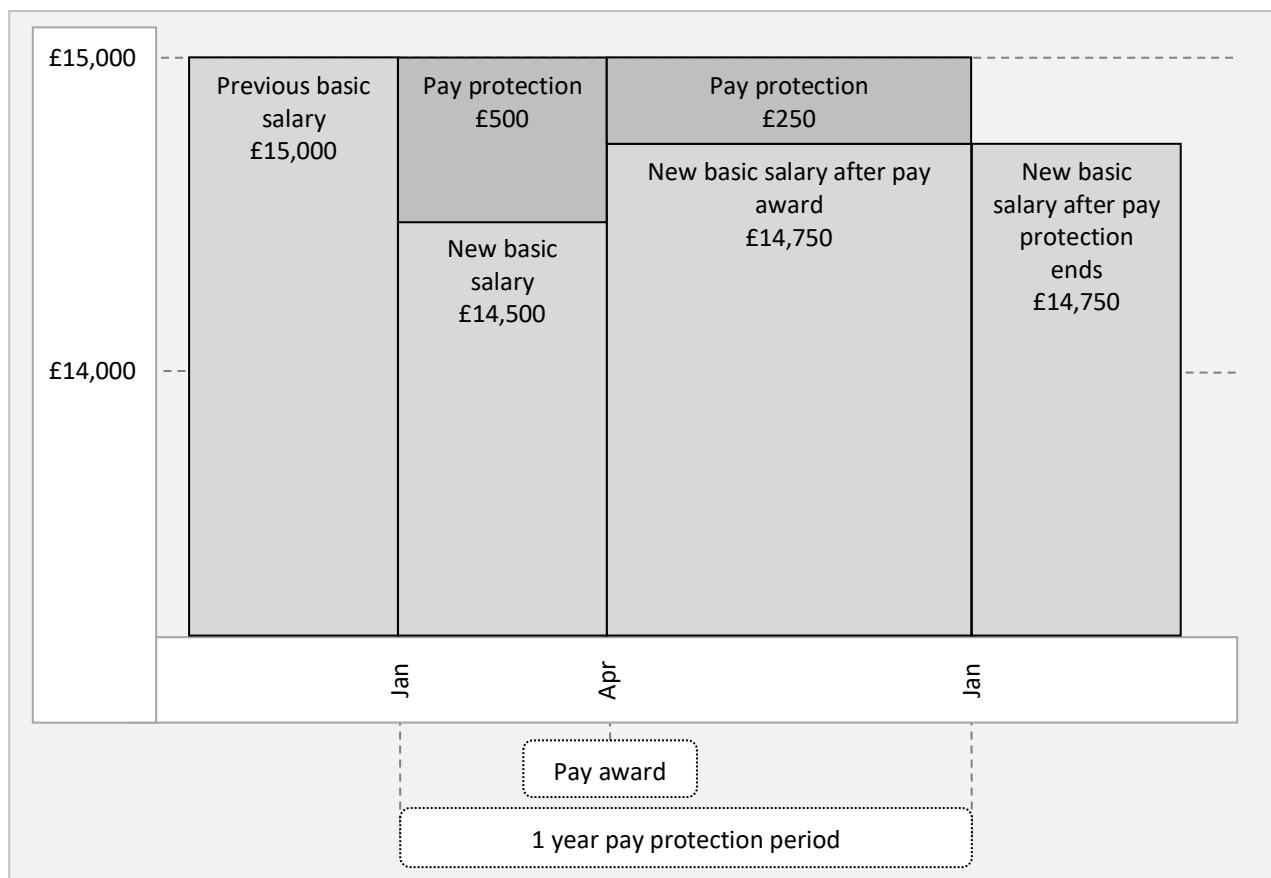 £15,000
£14,000
Previous basic
salary
£15,000
Pay protection
£500
New basic
salary
£14,500
Pay protection
£250
New basic salary after pay
award
£14,750
New basic
salary after pay
protection
ends
£14,750
Jan
Apr
Jan
Pay award
1 year pay protection period